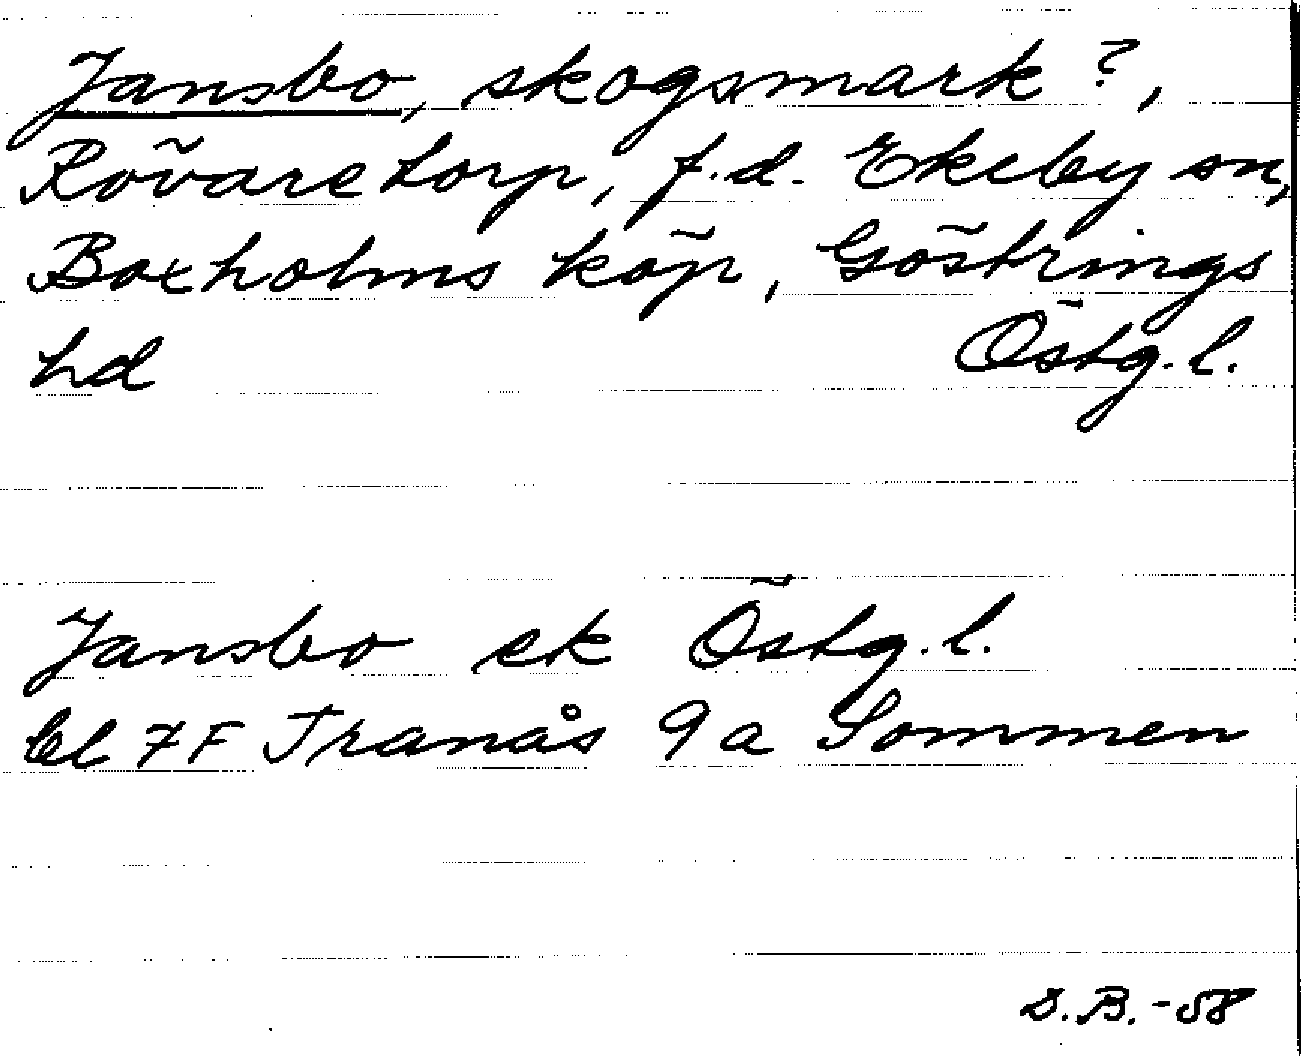 Jansbo, skogsmark?,
Rövaretorp, f.d. Ekeby sn,
Boxholms köp, Göstrings
hd Östg.l.
Jansbo ek Östg.l.
bl 7F Tranås 9a Sommen
D.B.-58